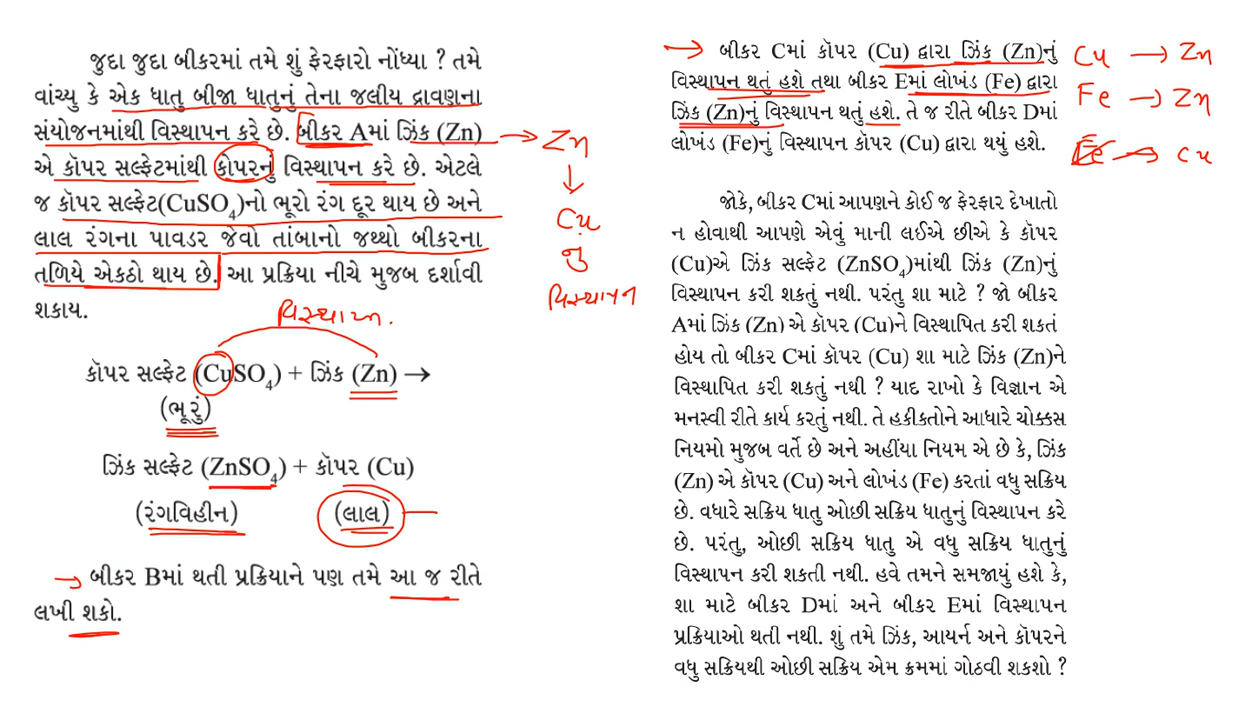 જુદા જુદા બીકરમાં તમે શું ફેરફારો નોંધ્યા ? તમે
વાંચ્યુ કે એક ધાતુ બીજા ધાતુનું તેના જલીય દ્રાવણના
સંયોજનમાંથી વિસ્થાપન કરે છે. બીકર Aમાં ઝિંક (Zn)
એ કૉપર સલ્ફેટમાંથી કોપરનું વિસ્થાપન કરે છે. એટલે
જ કૉપર સલ્ફેટ(CuSO₄)નો ભૂરો રંગ દૂર થાય છે અને
લાલ રંગના પાવડર જેવો તાંબાનો જથ્થો બીકરના
તળિયે એકઠો થાય છે. આ પ્રક્રિયા નીચે મુજબ દર્શાવી
શકાય.
→ Zn
↓
Cu
નુ
વિસ્થાપન
વિસ્થાપન.
કૉપર સલ્ફેટ (CuSO₄) + ઝિંક (Zn) →
(ભૂરું)
ઝિંક સલ્ફેટ (ZnSO₄) + કૉપર (Cu)
(રંગવિહીન) (લાલ)
→ બીકર Bમાં થતી પ્રક્રિયાને પણ તમે આ જ રીતે
લખી શકો.
→ બીકર Cમાં કૉપર (Cu) દ્વારા ઝિંક (Zn)નું
વિસ્થાપન થતું હશે તથા બીકર Eમાં લોખંડ (Fe) દ્વારા
ઝિંક (Zn)નું વિસ્થાપન થતું હશે. તે જ રીતે બીકર Dમાં
લોખંડ (Fe)નું વિસ્થાપન કૉપર (Cu) દ્વારા થયું હશે.
Cu → Zn
Fe → Zn
Fe → Cu
જોકે, બીકર Cમાં આપણને કોઈ જ ફેરફાર દેખાતો
ન હોવાથી આપણે એવું માની લઈએ છીએ કે કૉપર
(Cu)એ ઝિંક સલ્ફેટ (ZnSO₄)માંથી ઝિંક (Zn)નું
વિસ્થાપન કરી શકતું નથી. પરંતુ શા માટે ? જો બીકર
Aમાં ઝિંક (Zn) એ કૉપર (Cu)ને વિસ્થાપિત કરી શકતં
હોય તો બીકર Cમાં કૉપર (Cu) શા માટે ઝિંક (Zn)ને
વિસ્થાપિત કરી શકતું નથી ? યાદ રાખો કે વિજ્ઞાન એ
મનસ્વી રીતે કાર્ય કરતું નથી. તે હકીકતોને આધારે ચોક્કસ
નિયમો મુજબ વર્તે છે અને અહીંયા નિયમ એ છે કે, ઝિંક
(Zn) એ કૉપર (Cu) અને લોખંડ (Fe) કરતાં વધુ સક્રિય
છે. વધારે સક્રિય ધાતુ ઓછી સક્રિય ધાતુનું વિસ્થાપન કરે
છે. પરંતુ, ઓછી સક્રિય ધાતુ એ વધુ સક્રિય ધાતુનું
વિસ્થાપન કરી શકતી નથી. હવે તમને સમજાયું હશે કે,
શા માટે બીકર Dમાં અને બીકર Eમાં વિસ્થાપન
પ્રક્રિયાઓ થતી નથી. શું તમે ઝિંક, આયર્ન અને કૉપરને
વધુ સક્રિયથી ઓછી સક્રિય એમ ક્રમમાં ગોઠવી શકશો ?